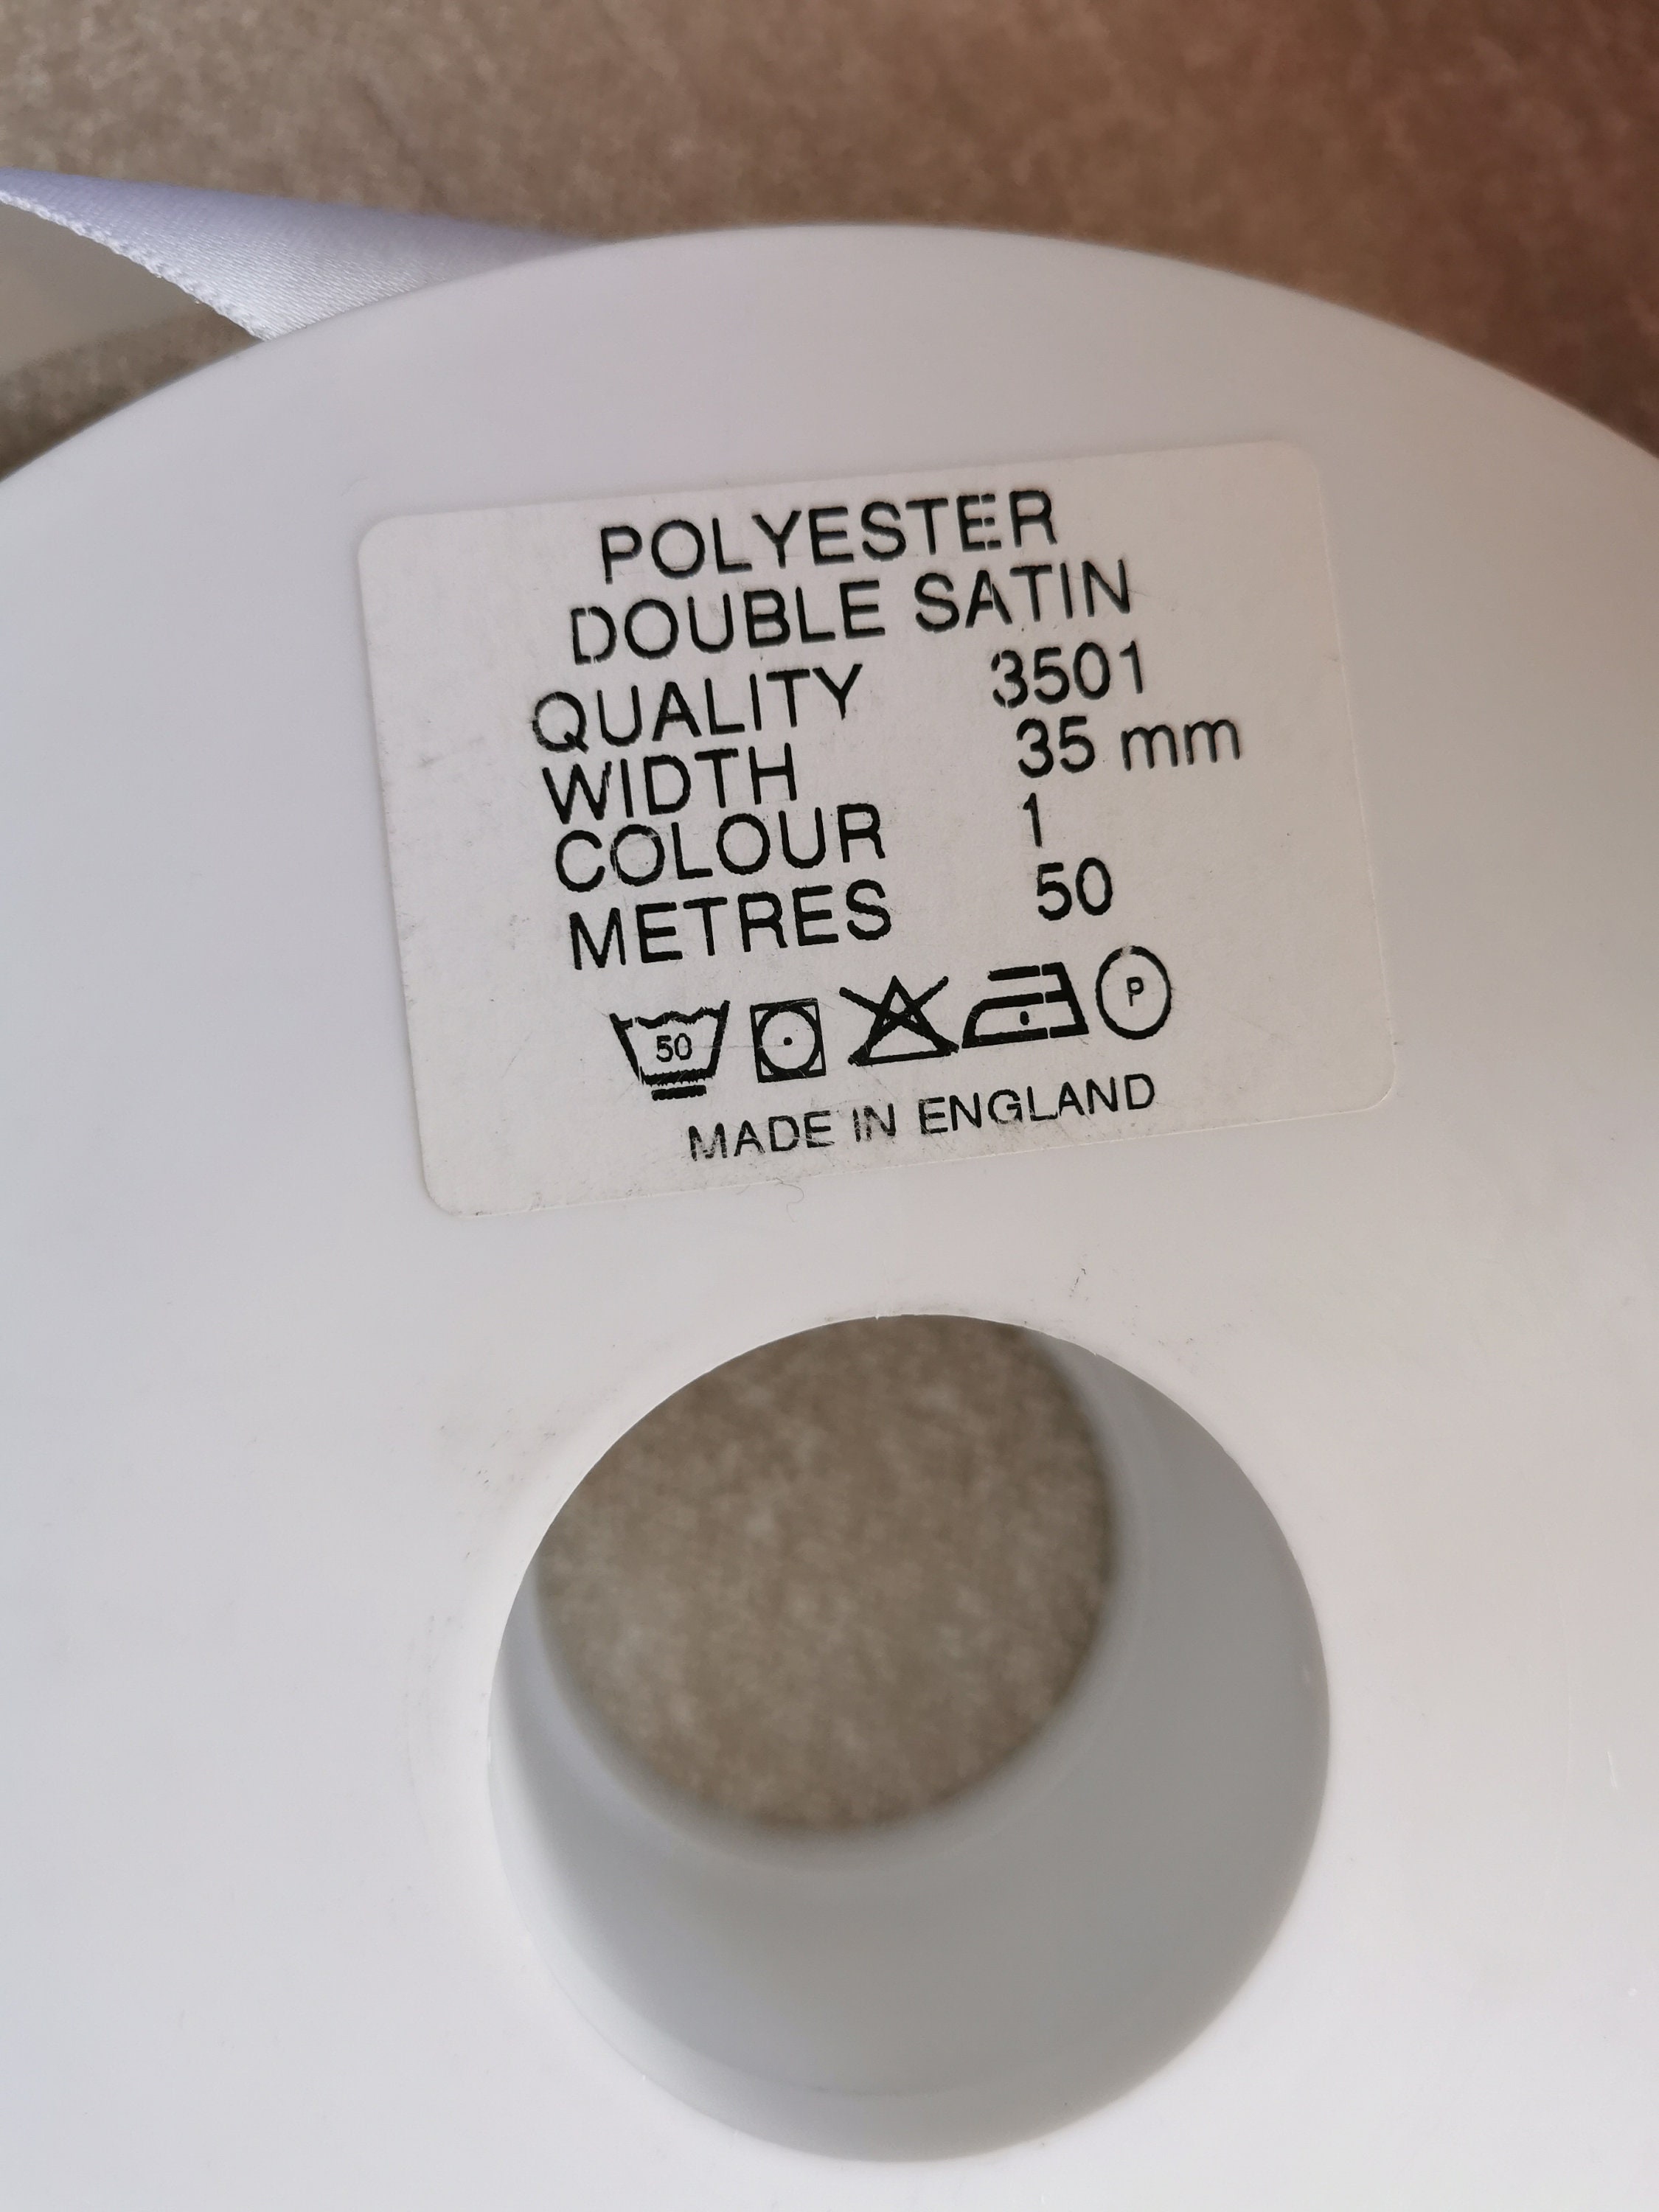 POLYESTER
DOUBLE SATIN
QUALITY 3501
WIDTH 35 mm
COLOUR 1
METRES 50
50 P
MADE IN ENGLAND